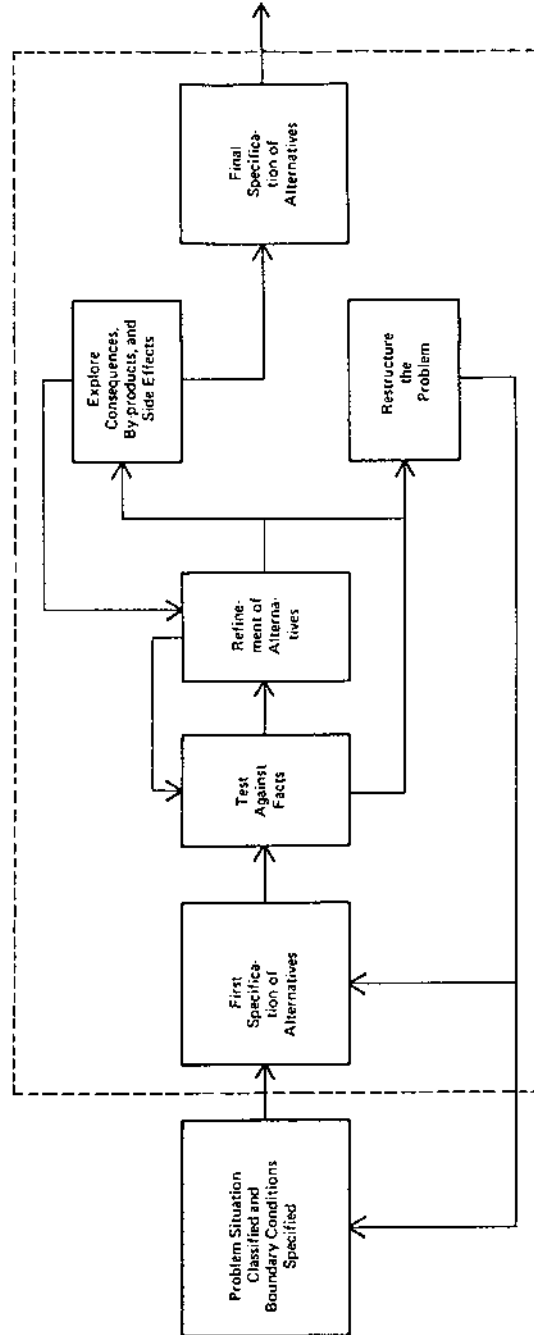 Problem Situation
Classified and
Boundary Conditions
Specified
First
Specifica-
tion of
Alternatives
Test
Against
Facts
Refine-
ment of
Alterna-
tives
Explore
Consequences,
By-products, and
Side Effects
Restructure
the
Problem
Final
Specifica-
tion of
Alternatives